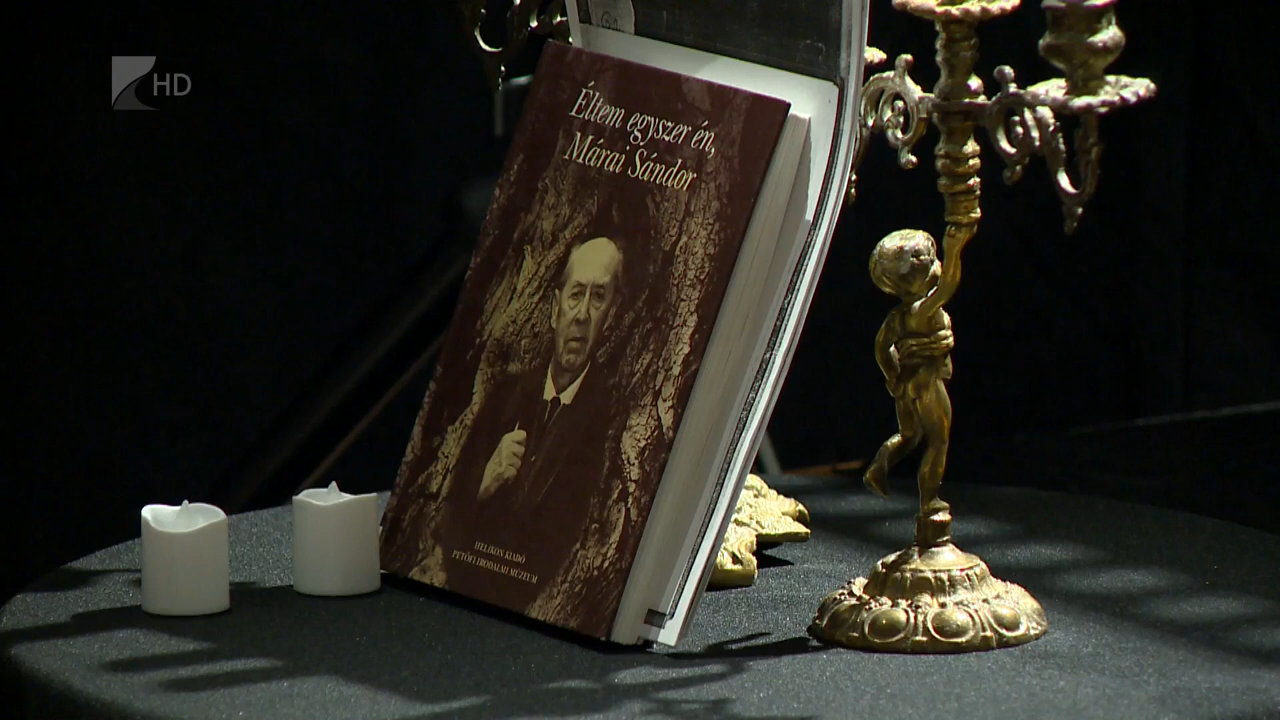 HD
Éltem egyszer én,
Márai Sándor
HELIKON KIADÓ
PETŐFI IRODALMI MÚZEUM